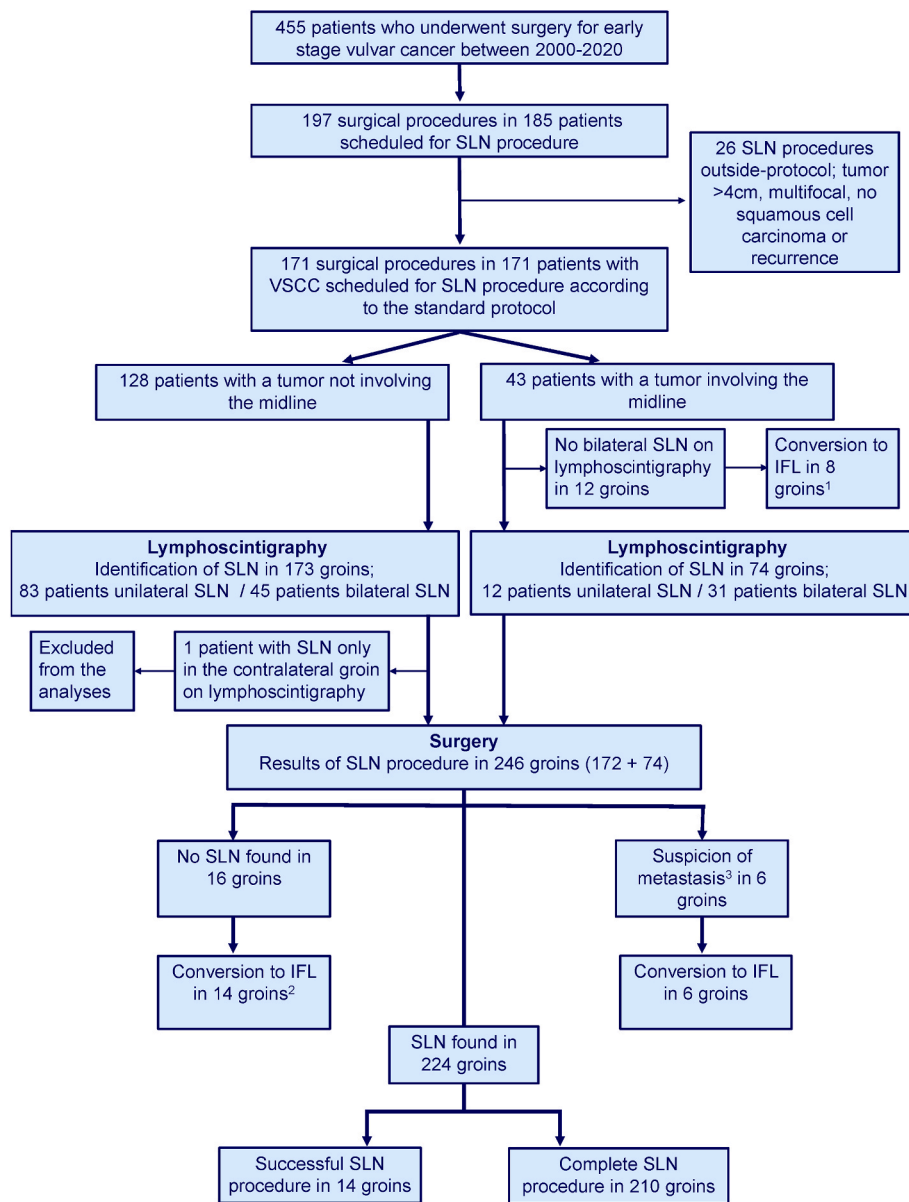 455 patients who underwent surgery for early
stage vulvar cancer between 2000-2020
197 surgical procedures in 185 patients
scheduled for SLN procedure
26 SLN procedures
outside-protocol; tumor
>4cm, multifocal, no
squamous cell
carcinoma or
recurrence
171 surgical procedures in 171 patients with
VSCC scheduled for SLN procedure according
to the standard protocol
128 patients with a tumor not involving
the midline
43 patients with a tumor involving the
midline
No bilateral SLN on
lymphoscintigraphy
in 12 groins
Conversion to
IFL in 8
groins¹
Lymphoscintigraphy
Identification of SLN in 173 groins;
83 patients unilateral SLN / 45 patients bilateral SLN
Lymphoscintigraphy
Identification of SLN in 74 groins;
12 patients unilateral SLN / 31 patients bilateral SLN
Excluded
from the
analyses
1 patient with SLN only
in the contralateral groin
on lymphoscintigraphy
Surgery
Results of SLN procedure in 246 groins (172 + 74)
No SLN found in
16 groins
Suspicion of
metastasis³ in 6
groins
Conversion to IFL
in 14 groins²
Conversion to IFL
in 6 groins
SLN found in
224 groins
Successful SLN
procedure in 14 groins
Complete SLN
procedure in 210 groins